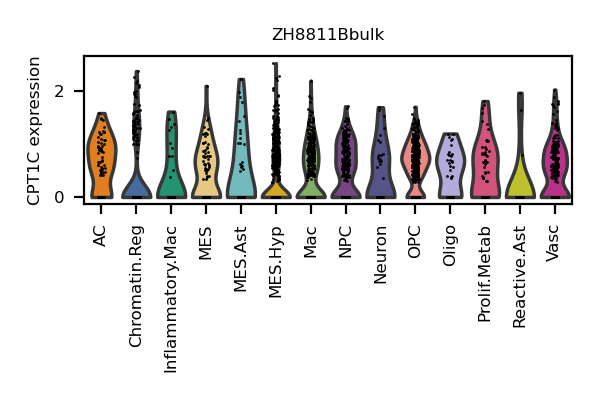 ZH8811Bbulk
CPT1C expression
2
0
AC
Chromatin.Reg
Inflammatory.Mac
MES
MES.Ast
MES.Hyp
Mac
NPC
Neuron
OPC
Oligo
Prolif.Metab
Reactive.Ast
Vasc